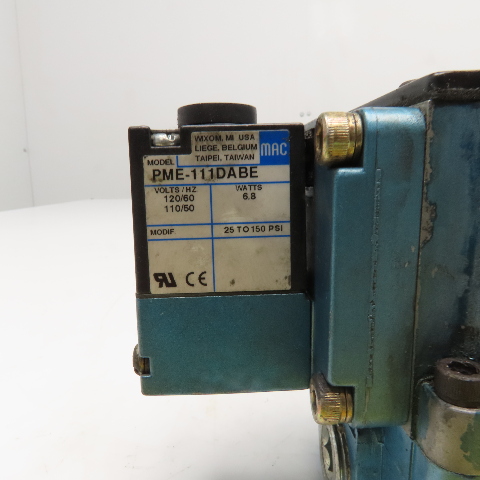 WIXOM, MI USA
LIEGE, BELGIUM
TAIPEI, TAIWAN
MAC
MODEL
PME-111DABE
VOLTS/HZ WATTS
120/60 6.8
110/50
MODIF 25 TO 150 PSI
CE